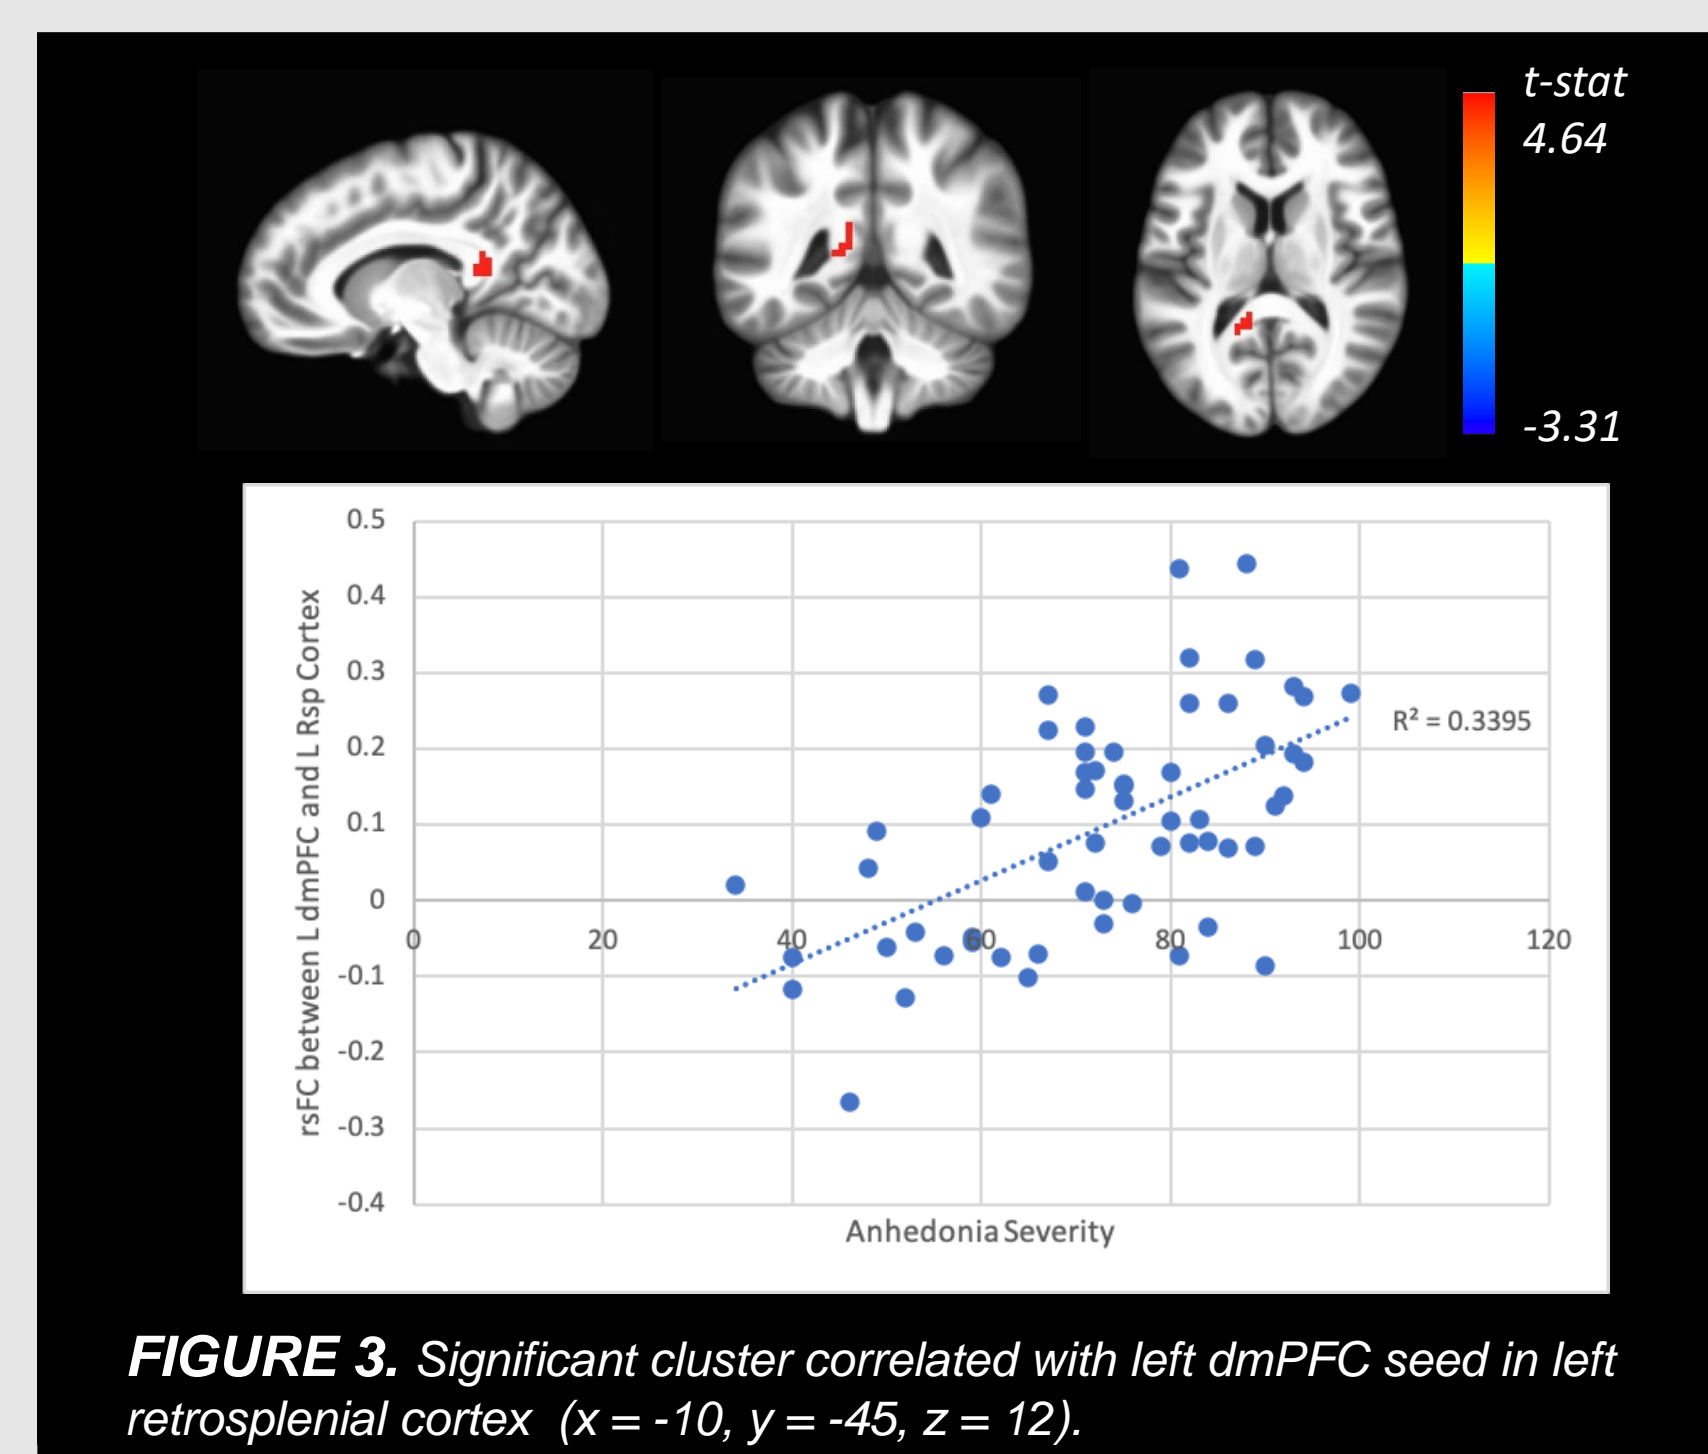 t-stat
4.64
-3.31
0.5
0.4
0.3
0.2
0.1
0
-0.1
-0.2
-0.3
-0.4
rsFC between L dmPFC and L Rsp Cortex
R² = 0.3395
0 20 40 60 80 100 120
Anhedonia Severity
FIGURE 3. Significant cluster correlated with left dmPFC seed in left
retrosplenial cortex (x = -10, y = -45, z = 12).